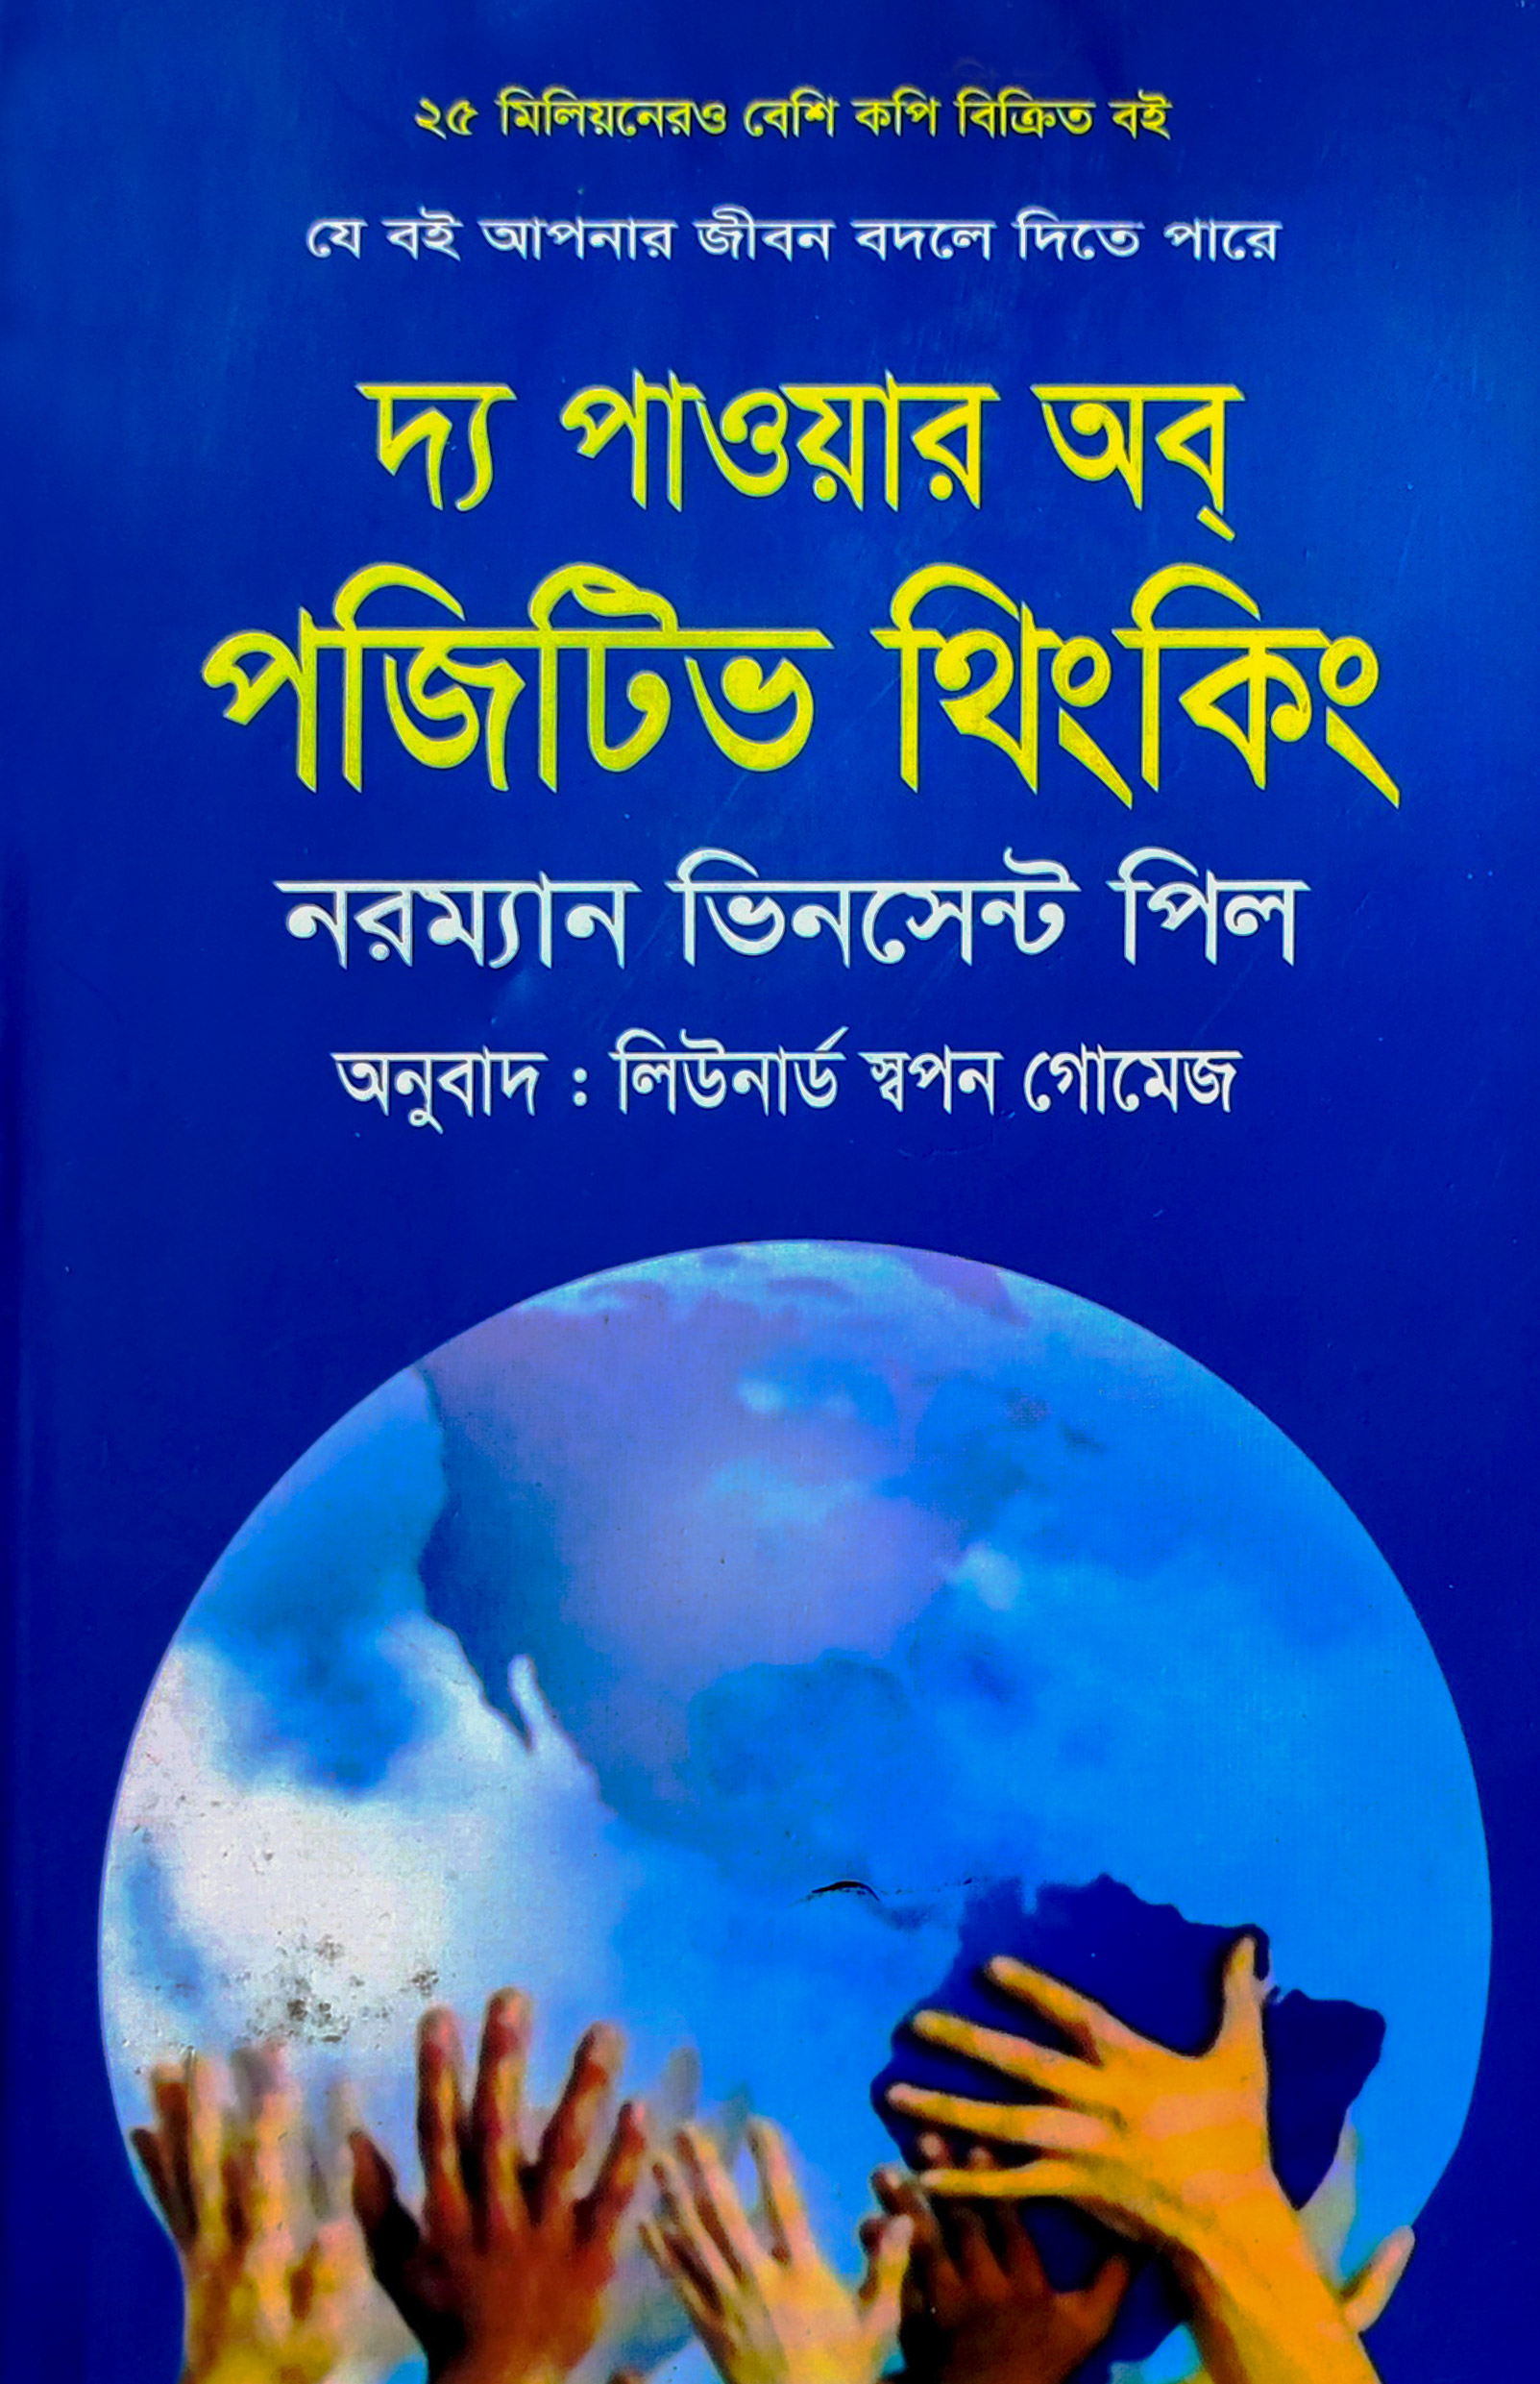 ২৫ মিলিয়নেরও বেশি কপি বিক্রিত বই
যে বই আপনার জীবন বদলে দিতে পারে
দ্য পাওয়ার অব্
পজিটিভ থিংকিং
নরম্যান ভিনসেন্ট পিল
অনুবাদ : লিউনার্ড স্বপন গোমেজ